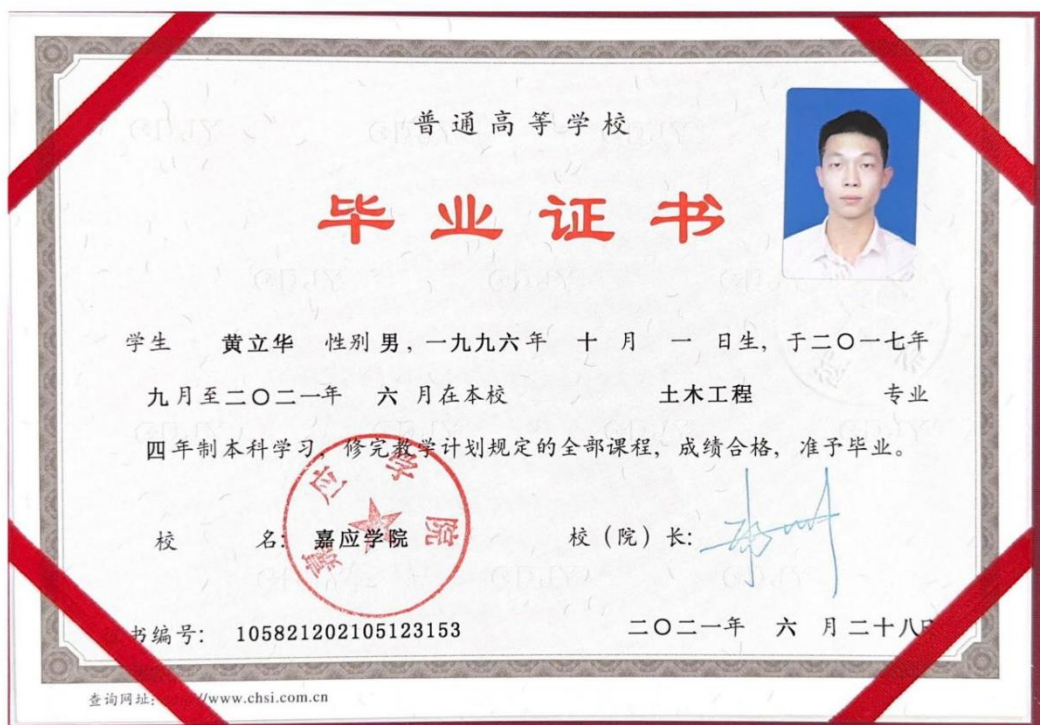 普通高等学校
毕业证书
学生 黄立华 性别 男, 一九九六年 十 月 一 日生, 于二〇一七年
九月至二〇二一年 六 月在本校 土木工程 专业
四年制本科学习, 修完教学计划规定的全部课程, 成绩合格, 准予毕业。
嘉应学院
校 名: 嘉应学院 校(院)长:
书编号: 105821202105123153 二〇二一年 六 月二十八日
查询网址: //www.chsi.com.cn